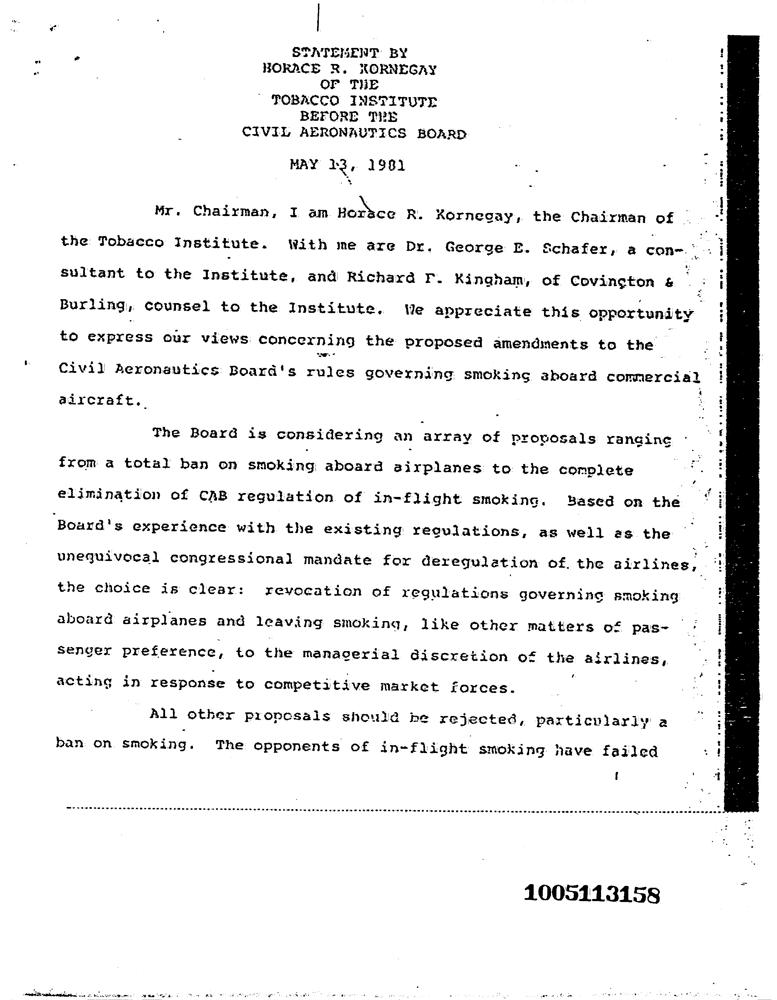 STATEMENT BY
HORACE R. KORNEGAY
OF THE
TOBACCO INSTITUTE
BEFORE THE
CIVIL AERONAUTICS BOARD
MAY 13, 1981
Mr. Chairman, I am Horace R. Kornegay, the Chairman of
the Tobacco Institute. With me are Dr. George E. Schafer, a con-
sultant to the Institute, and Richard F. Kingham, of Covington &
Burling, counsel to the Institute. We appreciate this opportunity
to express our views concerning the proposed amendments to the
Civil Aeronautics Board's rules governing smoking aboard commercial
aircraft.
The Board is considering an array of proposals ranging
from a total ban on smoking aboard airplanes to the complete
elimination of CAB regulation of in-flight smoking. Based on the
Board's experience with the existing regulations, as well as the
unequivocal congressional mandate for deregulation of the airlines,
the choice is clear: revocation of regulations governing smoking
aboard airplanes and leaving smoking, like other matters of pas-
senger preference, to the managerial discretion of the airlines,
acting in response to competitive market forces.
All other proposals should be rejected, particularly a
ban on smoking. The opponents of in-flight smoking have failed
1005113158